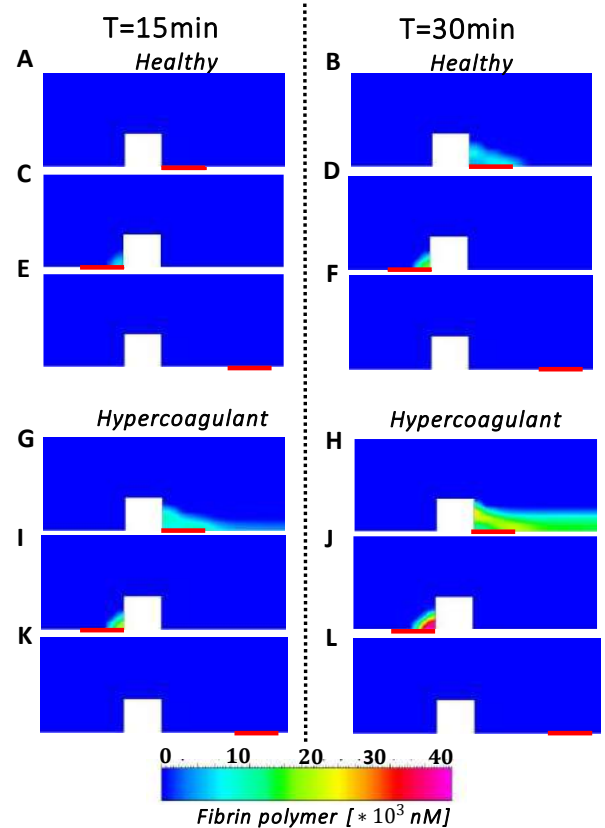 T=15min
T=30min
A
Healthy
B
Healthy
C
D
E
F
Hypercoagulant
Hypercoagulant
G
H
I
J
K
L
0 10 20 30 40
Fibrin polymer [* 10³ nM]